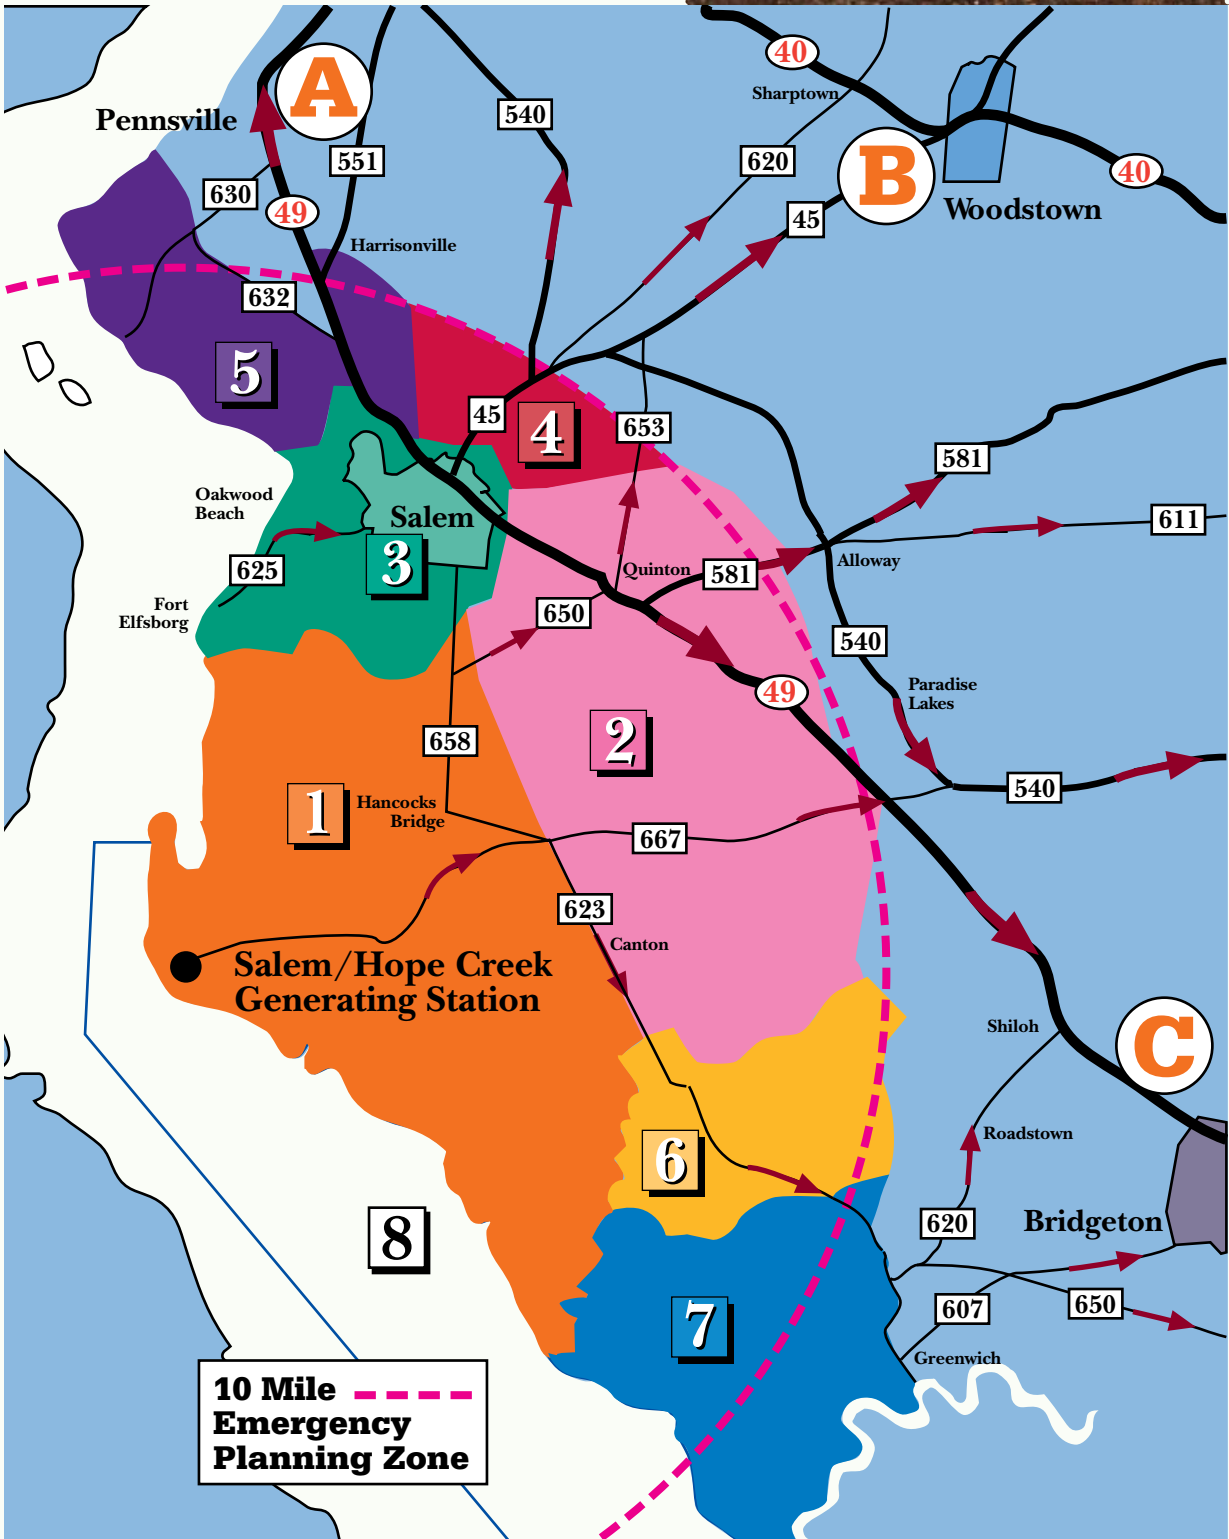 40
A
Sharptown
540
Pennsville
551
620
B
40
630
49
Woodstown
45
Harrisonville
632
5
45
4
653
581
Oakwood
Beach
Salem
611
3
Quinton
581
Alloway
625
Fort
Elfsborg
650
540
49
Paradise
Lakes
658
2
1
Hancocks
Bridge
540
667
623
Canton
Salem/Hope Creek
Generating Station
Shiloh
C
Roadstown
6
8
620
Bridgeton
7
607
650
Greenwich
10 Mile
Emergency
Planning Zone